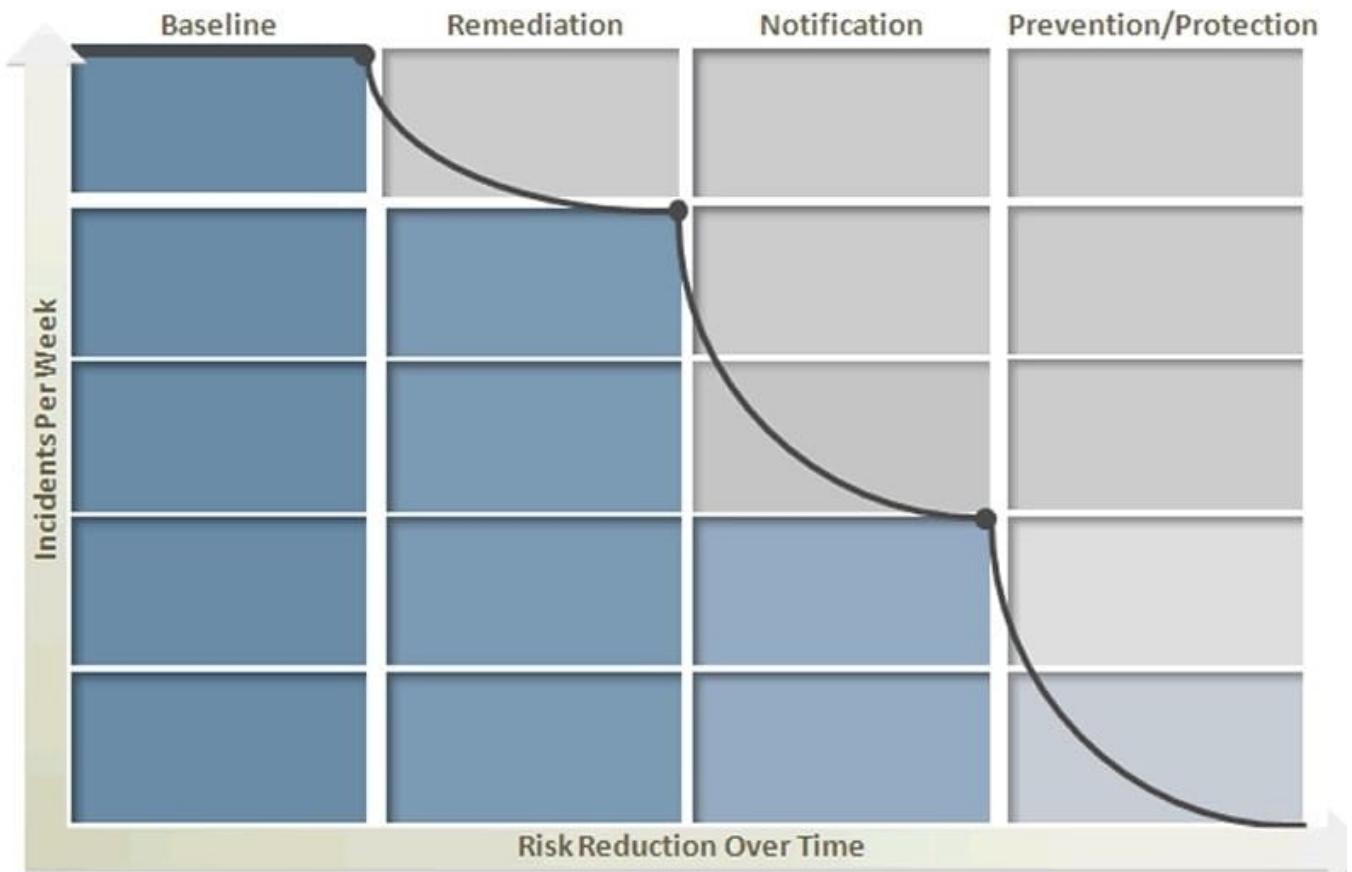 Baseline
Remediation
Notification
Prevention/Protection
Incidents Per Week
Risk Reduction Over Time